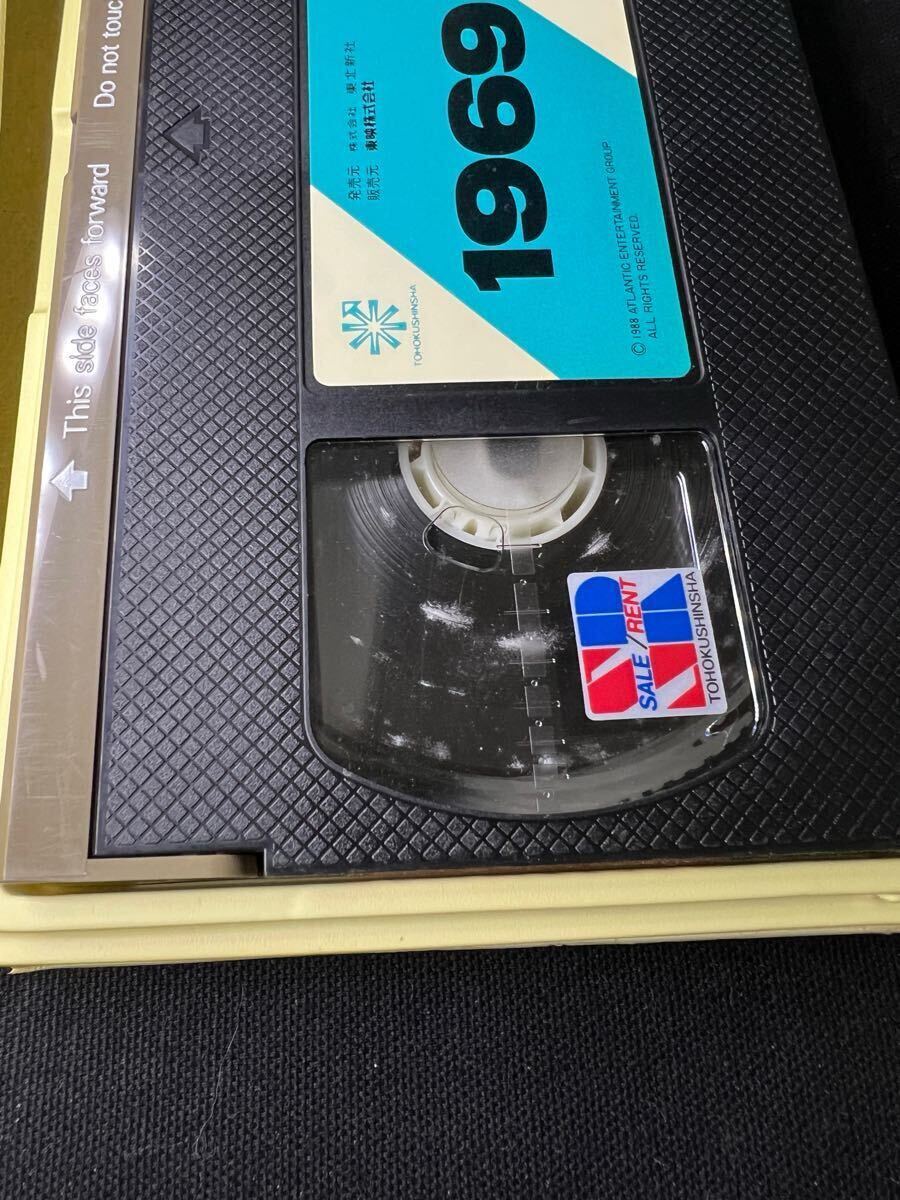 This side faces forward
Do not touc
発売元 株式会社 東北新社
販売元 東映株式会社
1969
© 1988 ATLANTIC ENTERTAINMENT GROUP.
ALL RIGHTS RESERVED.
TOHOKUSHINSHA
SALE/RENT
TOHOKUSHINSHA